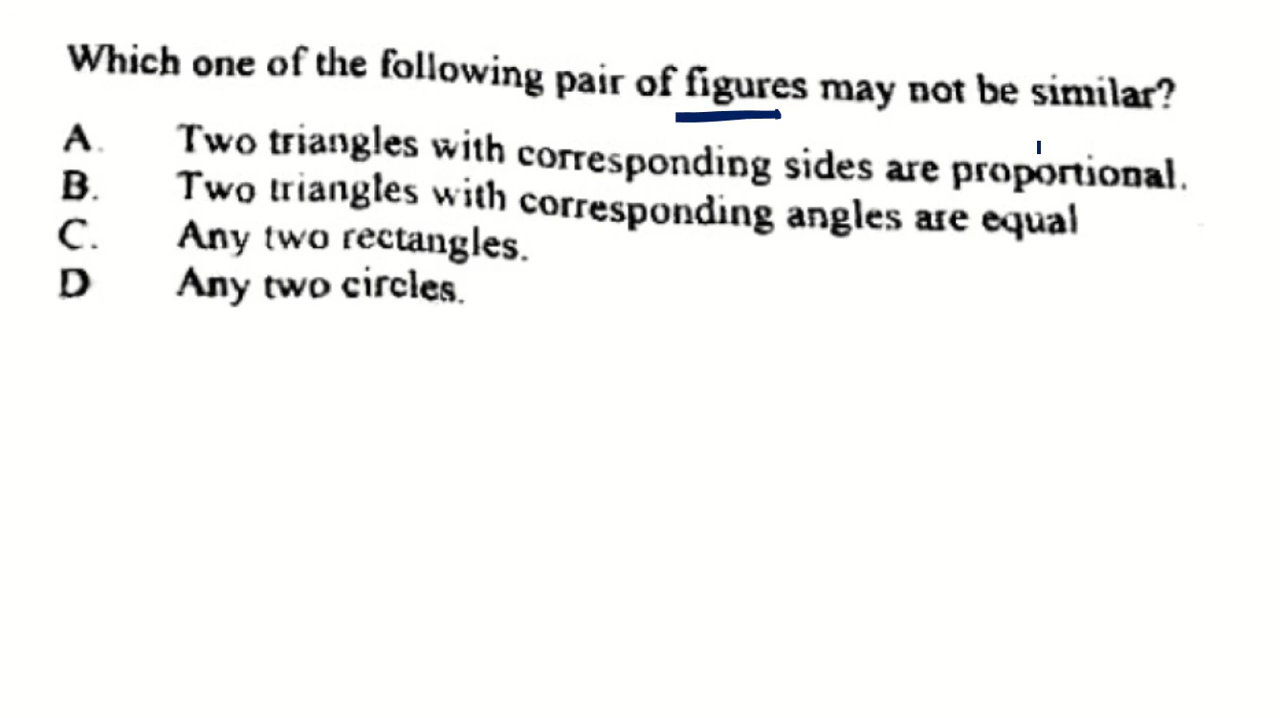 Which one of the following pair of figures may not be similar?
A. Two triangles with corresponding sides are proportional.
B. Two triangles with corresponding angles are equal
C. Any two rectangles.
D Any two circles.